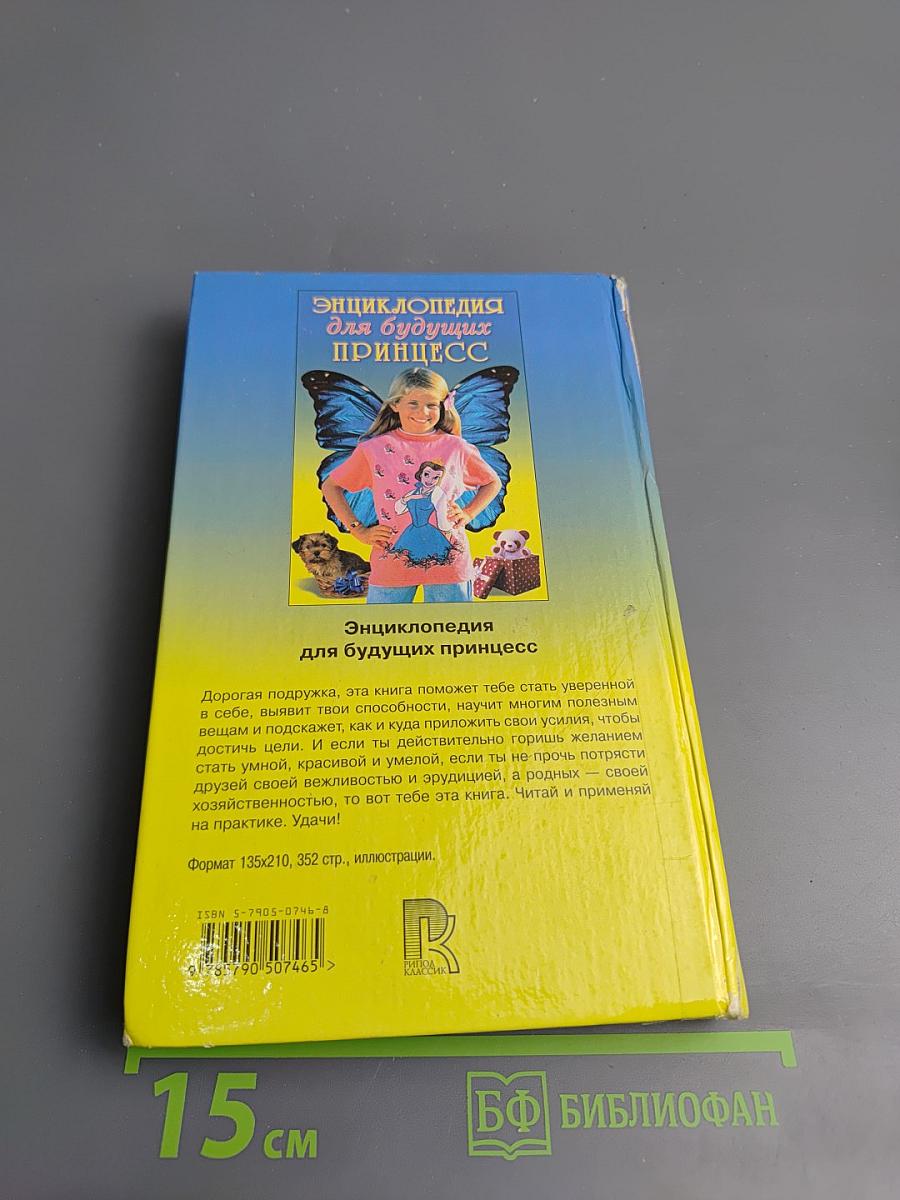 ЭНЦИКЛОПЕДИЯ
для будущих
ПРИНЦЕСС
Энциклопедия
для будущих принцесс
Дорогая подружка, эта книга поможет тебе стать уверенной
в себе, выявит твои способности, научит многим полезным
вещам и подскажет, как и куда приложить свои усилия, чтобы
достичь цели. И если ты действительно горишь желанием
стать умной, красивой и умелой, если ты не прочь потрясти
друзей своей вежливостью и эрудицией, а родных — своей
хозяйственностью, то вот тебе эта книга. Читай и применяй
на практике. Удачи!
Формат 135х210, 352 стр., иллюстрации.
ISBN 5-7905-0746-8
9 785790 507465 >
РИПОЛ
КЛАССИК
15 см
БФ БИБЛИОФАН